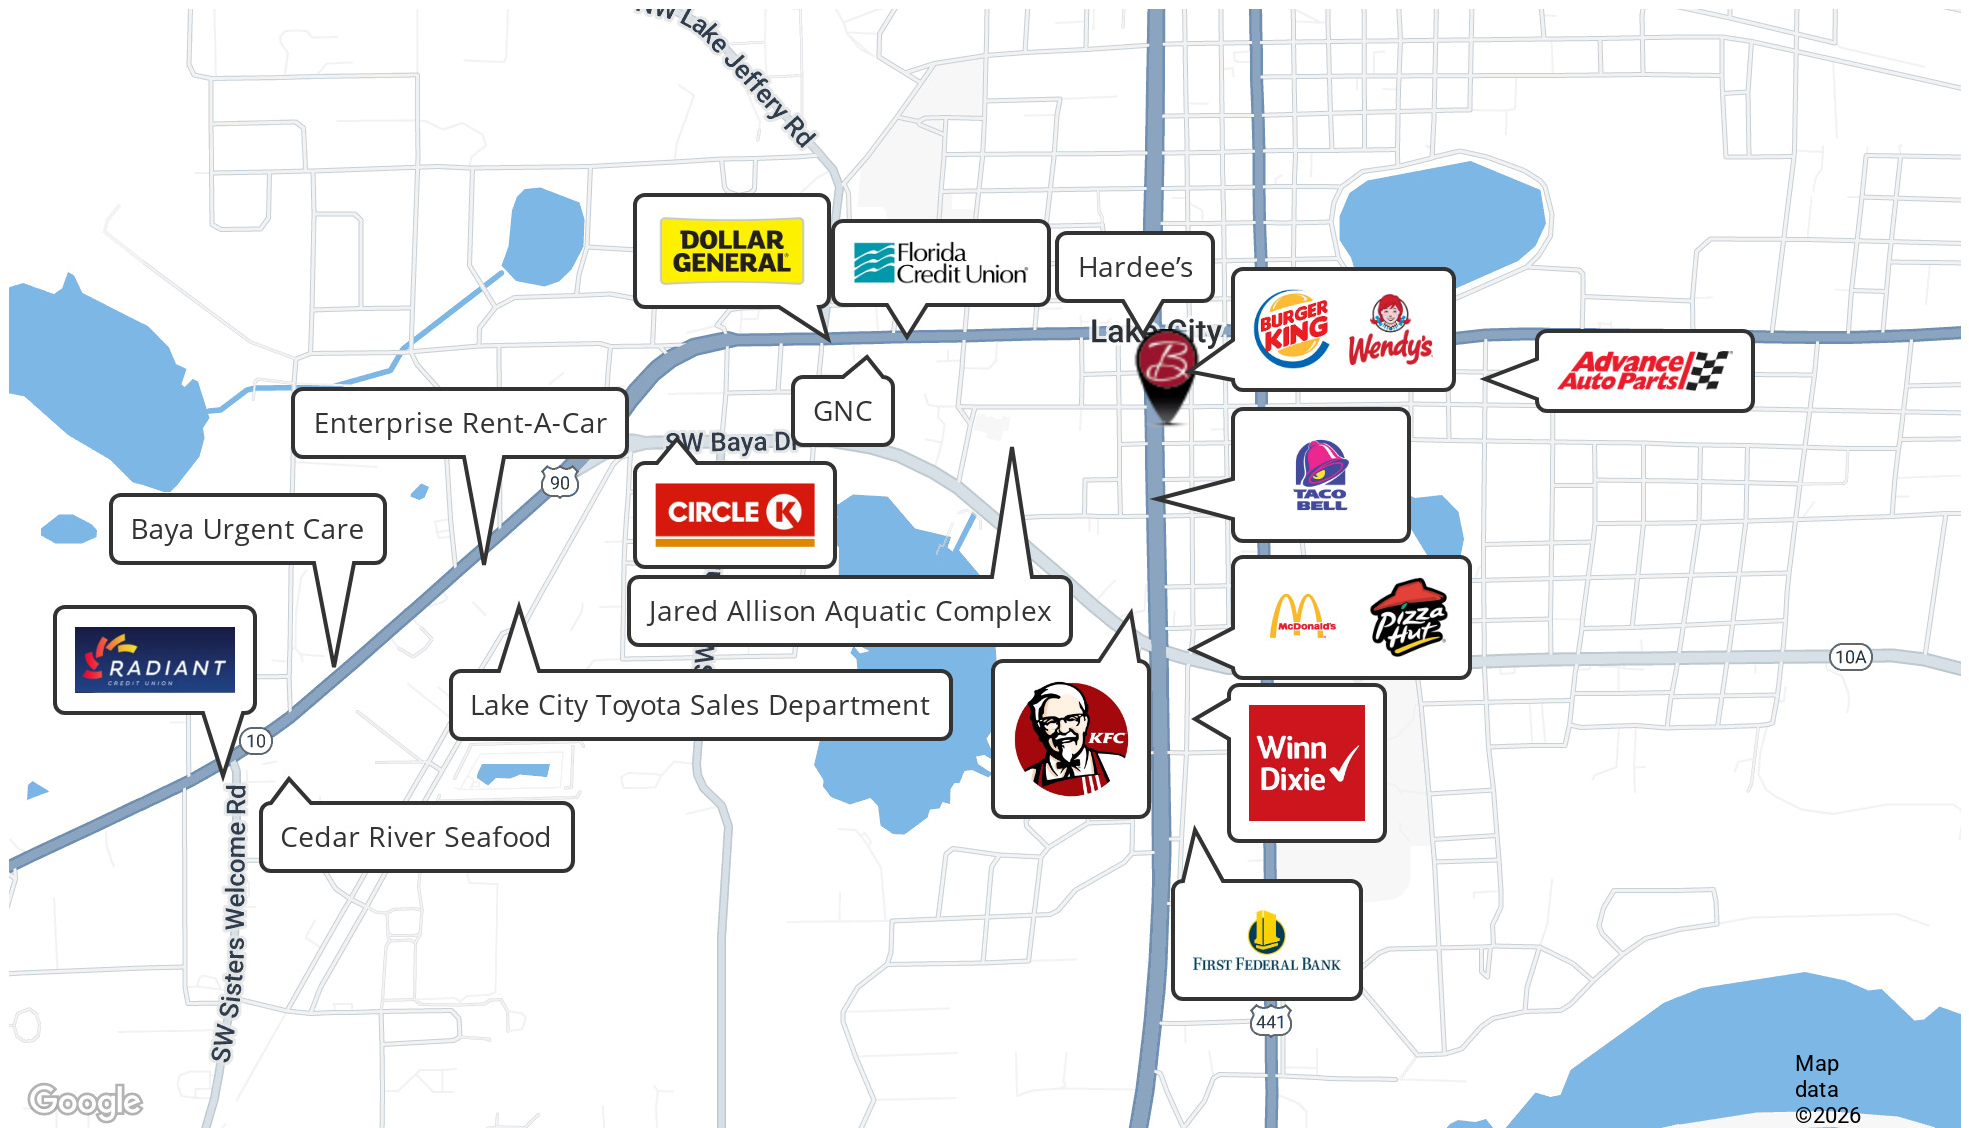 NW Lake Jeffery Rd
DOLLAR
GENERAL
Florida
Credit Union
Hardee’s
Lake City
B
BURGER
KING
Wendy's
Advance
Auto Parts
Enterprise Rent-A-Car
GNC
SW Baya Dr
90
CIRCLE K
TACO
BELL
Baya Urgent Care
Jared Allison Aquatic Complex
McDonald's
Pizza
Hut
RADIANT
CREDIT UNION
SW
10A
Lake City Toyota Sales Department
KFC
Winn
Dixie
10
SW Sisters Welcome Rd
Cedar River Seafood
FIRST FEDERAL BANK
441
Google
Map
data
©2026